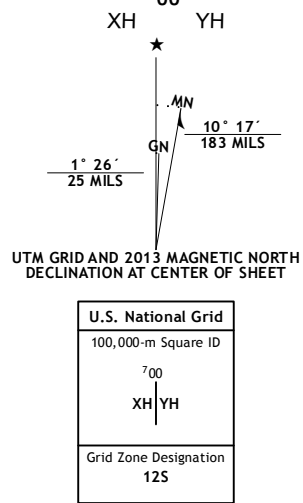 00
XH YH
MN
GN
10° 17´
183 MILS
1° 26´
25 MILS
UTM GRID AND 2013 MAGNETIC NORTH
DECLINATION AT CENTER OF SHEET
U.S. National Grid
100,000-m Square ID
700
XH YH
Grid Zone Designation
12S